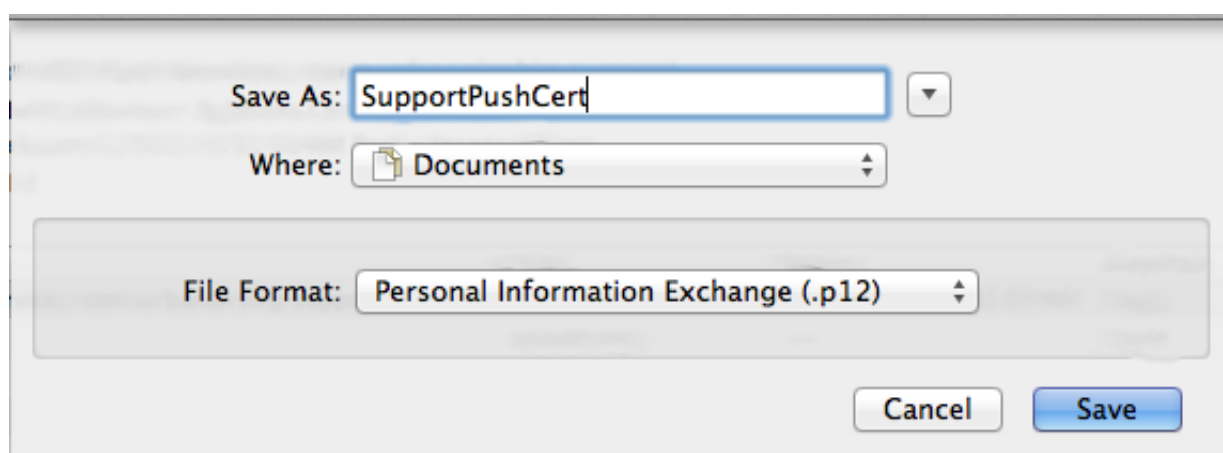 Save As: SupportPushCert
Where: Documents
File Format: Personal Information Exchange (.p12)
Cancel Save